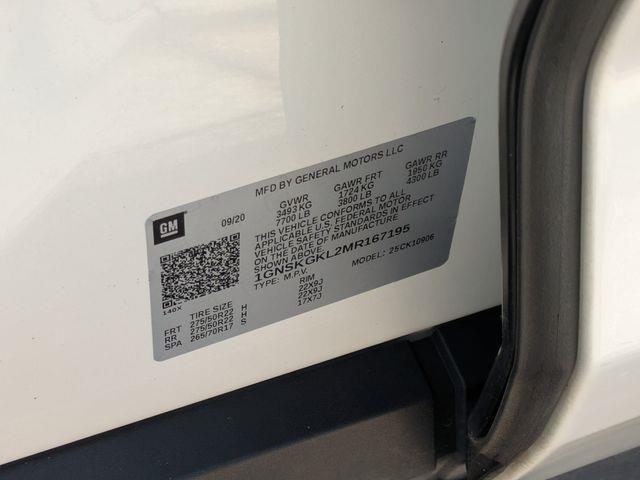 MFD BY GENERAL MOTORS LLC
GM
09/20
GVWR GAWR FRT GAWR RR
3493 KG 1724 KG 1950 KG
7700 LB 3800 LB 4300 LB
THIS VEHICLE CONFORMS TO ALL
APPLICABLE U.S. FEDERAL MOTOR
VEHICLE SAFETY STANDARDS IN EFFECT
ON THE DATE OF MANUFACTURE
SHOWN ABOVE.
1GNSKGKL2MR167195
TYPE: M.P.V. MODEL: 25CK10906
140X
TIRE SIZE RIM
FRT 275/50R22 H 22X9J
RR 275/50R22 H 22X9J
SPA 265/70R17 S 17X7J